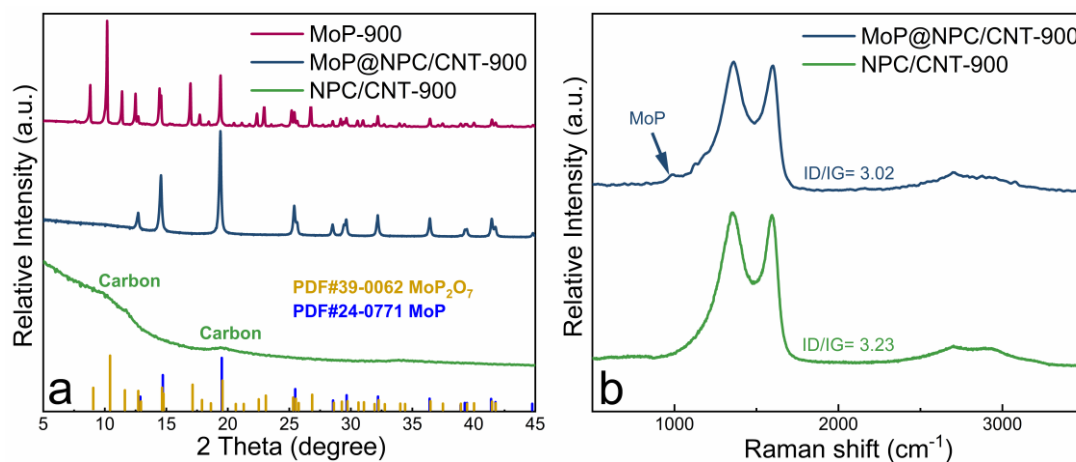 MoP-900
MoP@NPC/CNT-900
NPC/CNT-900
Carbon
Carbon
PDF#39-0062 MoP₂O₇
PDF#24-0771 MoP
a
5 10 15 20 25 30 35 40 45
2 Theta (degree)
Relative Intensity (a.u.)
MoP@NPC/CNT-900
NPC/CNT-900
MoP
ID/IG= 3.02
ID/IG= 3.23
b
1000 2000 3000
Raman shift (cm⁻¹)
Relative Intensity (a.u.)